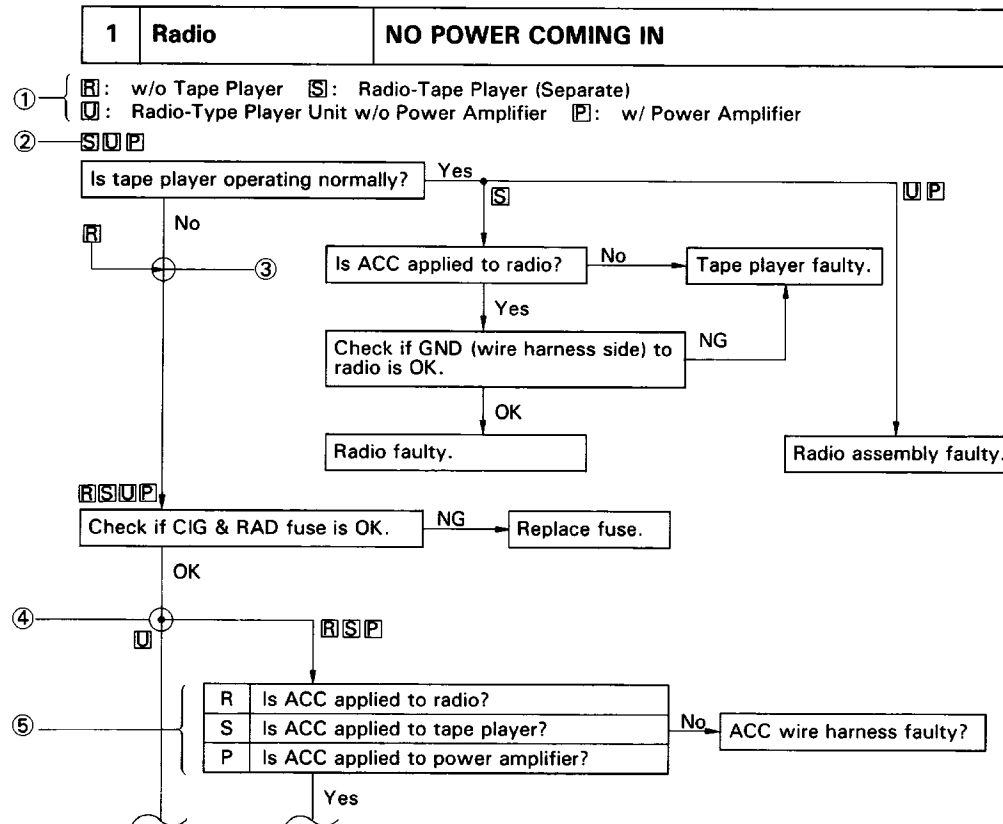 1 Radio NO POWER COMING IN
① R: w/o Tape Player S: Radio-Tape Player (Separate)
U: Radio-Type Player Unit w/o Power Amplifier P: w/ Power Amplifier
② S U P
Is tape player operating normally?
Yes
S
U P
No
R
③
Is ACC applied to radio?
No
Tape player faulty.
Yes
Check if GND (wire harness side) to
radio is OK.
NG
OK
Radio faulty.
Radio assembly faulty.
R S U P
Check if CIG & RAD fuse is OK.
NG
Replace fuse.
OK
④
U
R S P
⑤
R Is ACC applied to radio?
S Is ACC applied to tape player?
P Is ACC applied to power amplifier?
No
ACC wire harness faulty?
Yes